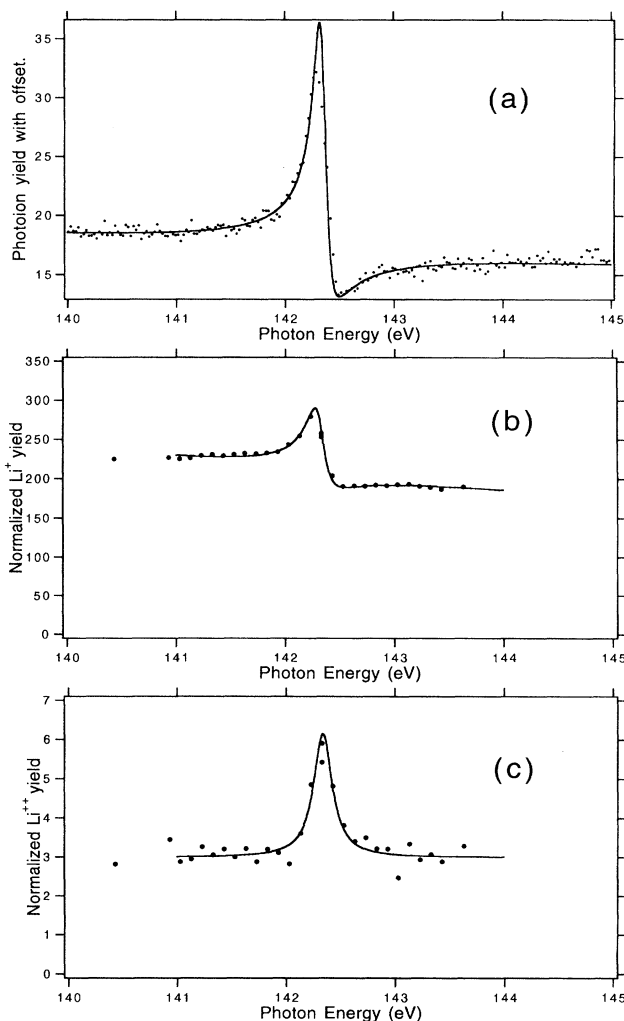 35
30
25
20
15
Photoion yield with offset.
(a)
140 141 142 143 144 145
Photon Energy (eV)
350
300
250
200
150
100
50
0
Normalized Li+ yield
(b)
140 141 142 143 144 145
Photon Energy (eV)
7
6
5
4
3
2
1
0
Normalized Li++ yield
(c)
140 141 142 143 144 145
Photon Energy (eV)